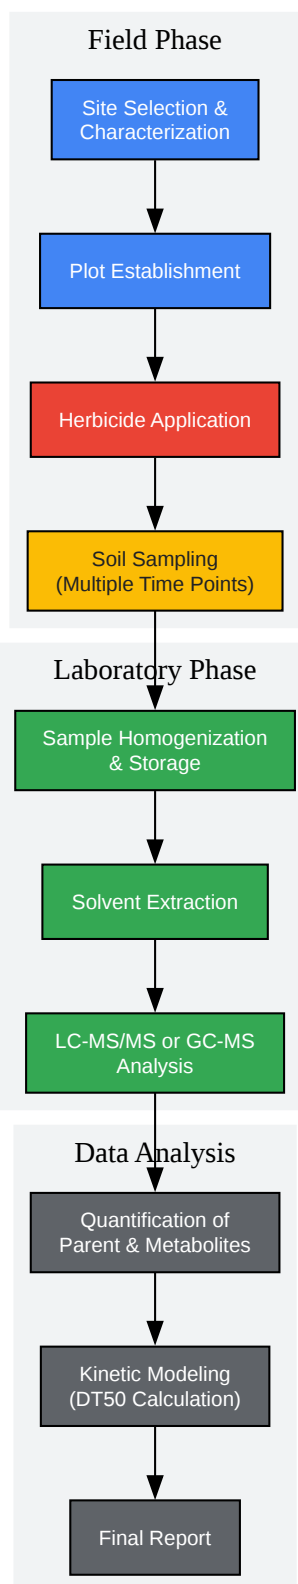 Field Phase
Site Selection &
Characterization
Plot Establishment
Herbicide Application
Soil Sampling
(Multiple Time Points)
Laboratory Phase
Sample Homogenization
& Storage
Solvent Extraction
LC-MS/MS or GC-MS
Analysis
Data Analysis
Quantification of
Parent & Metabolites
Kinetic Modeling
(DT50 Calculation)
Final Report